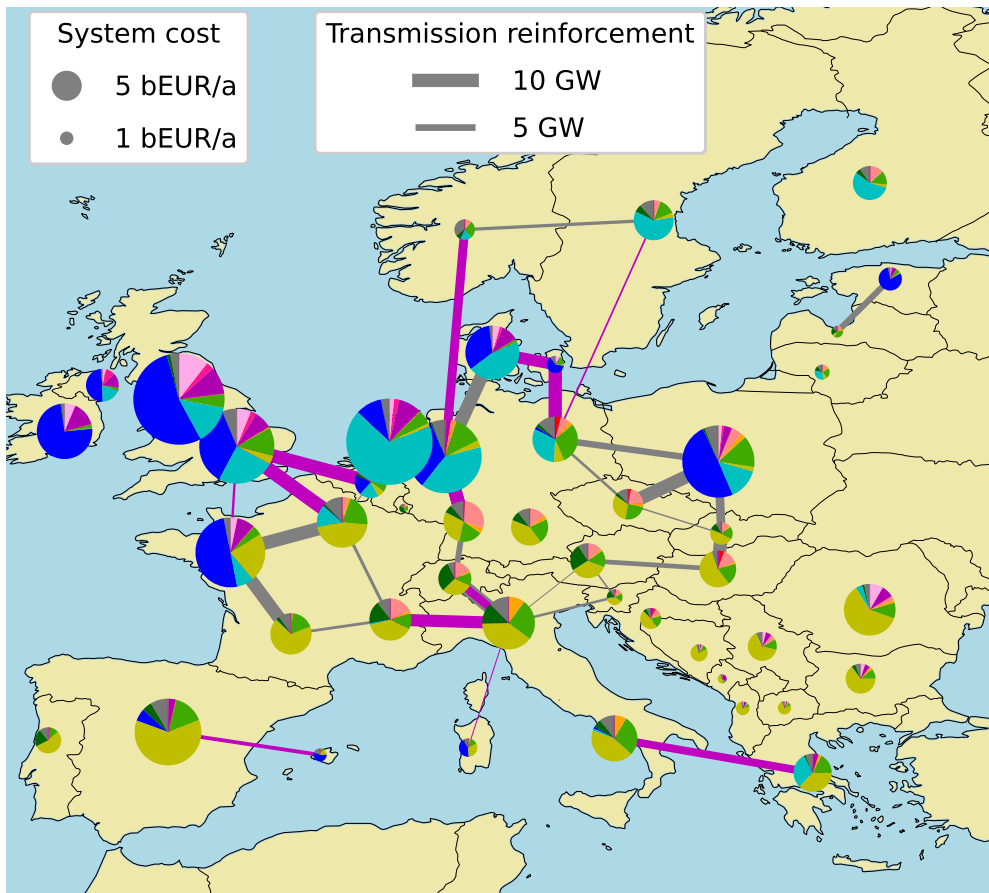 System cost
5 bEUR/a
1 bEUR/a
Transmission reinforcement
10 GW
5 GW